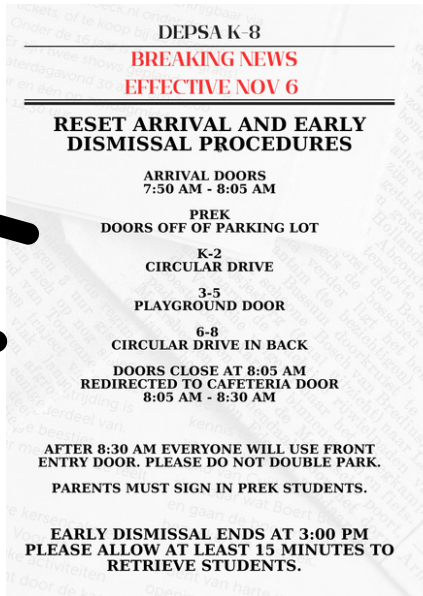 DEPSA K-8
BREAKING NEWS
EFFECTIVE NOV 6
RESET ARRIVAL AND EARLY
DISMISSAL PROCEDURES
ARRIVAL DOORS
7:50 AM - 8:05 AM
PREK
DOORS OFF OF PARKING LOT
K-2
CIRCULAR DRIVE
3-5
PLAYGROUND DOOR
6-8
CIRCULAR DRIVE IN BACK
DOORS CLOSE AT 8:05 AM
REDIRECTED TO CAFETERIA DOOR
8:05 AM - 8:30 AM
AFTER 8:30 AM EVERYONE WILL USE FRONT
ENTRY DOOR. PLEASE DO NOT DOUBLE PARK.
PARENTS MUST SIGN IN PREK STUDENTS.
EARLY DISMISSAL ENDS AT 3:00 PM
PLEASE ALLOW AT LEAST 15 MINUTES TO
RETRIEVE STUDENTS.